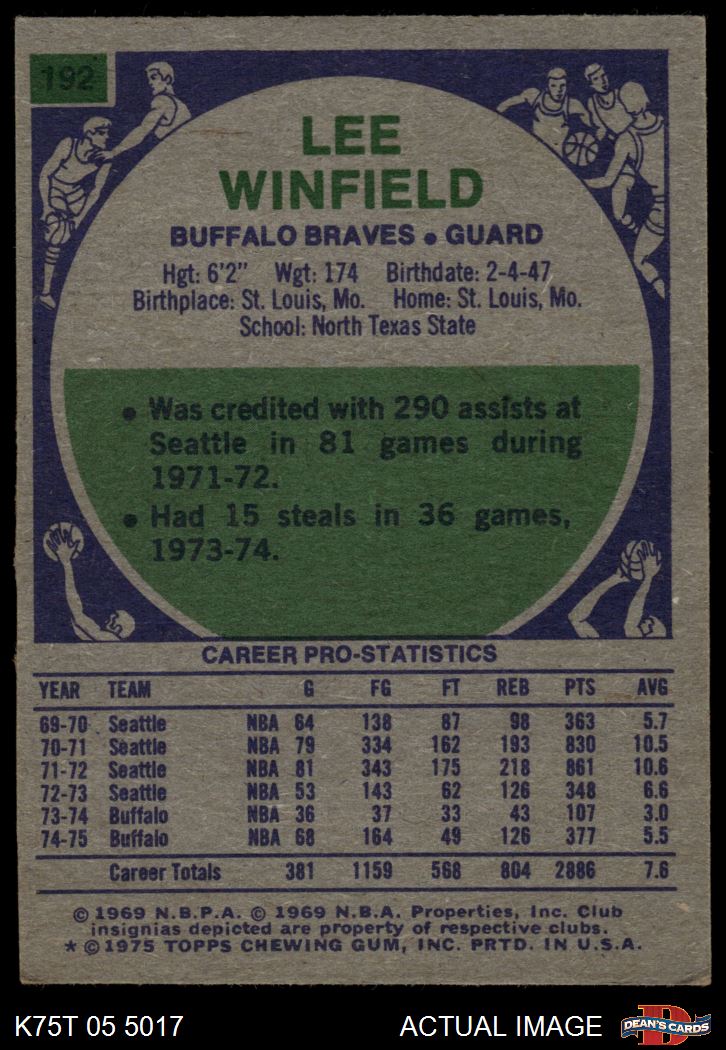 192
LEE
WINFIELD
BUFFALO BRAVES • GUARD
Hgt: 6'2" Wgt: 174 Birthdate: 2-4-47
Birthplace: St. Louis, Mo. Home: St. Louis, Mo.
School: North Texas State
• Was credited with 290 assists at
Seattle in 81 games during
1971-72.
• Had 15 steals in 36 games,
1973-74.
CAREER PRO-STATISTICS
YEAR TEAM G FG FT REB PTS AVG
69-70 Seattle NBA 64 138 87 98 363 5.7
70-71 Seattle NBA 79 334 162 193 830 10.5
71-72 Seattle NBA 81 343 175 218 861 10.6
72-73 Seattle NBA 53 143 62 126 348 6.6
73-74 Buffalo NBA 36 37 33 43 107 3.0
74-75 Buffalo NBA 68 164 49 126 377 5.5
Career Totals 381 1159 568 804 2886 7.6
© 1969 N.B.P.A. © 1969 N.B.A. Properties, Inc. Club
insignias depicted are property of respective clubs.
* © 1975 TOPPS CHEWING GUM, INC. PRTD. IN U.S.A.
K75T 05 5017 ACTUAL IMAGE
D
DEAN'S CARDS